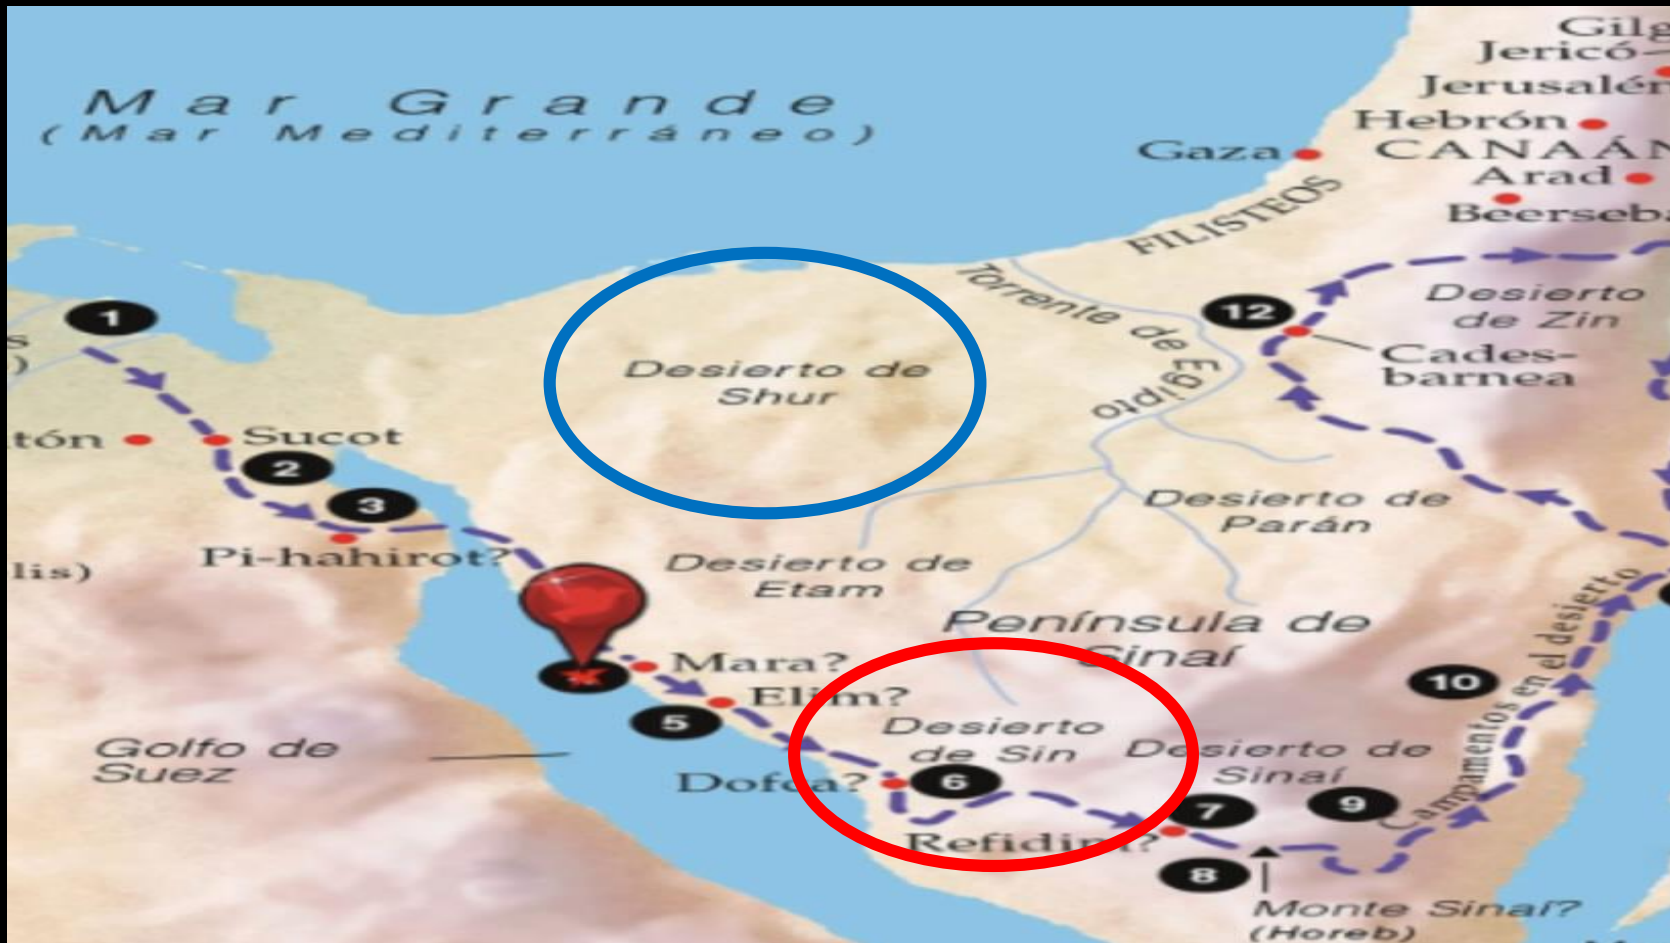 Mar Grande
(Mar Mediterráneo)
Jericó
Jerusalén
Hebrón
Gaza
CANAÁN
Arad
FILISTEOS
Torrente de Egipto
1
12
Desierto
de Zin
Cades-
barnea
Desierto de
Shur
Sucot
2
3
Pi-hahirot?
Desierto de
Parán
Desierto de
Etam
Península de
Sinaí
Mara?
Elim?
5
10
Campamentos en el desierto
Desierto
de Sin
Desierto de
Sinaí
Golfo de
Suez
Dofca?
6
7
9
Refidim?
8
Monte Sinaí?
(Horeb)